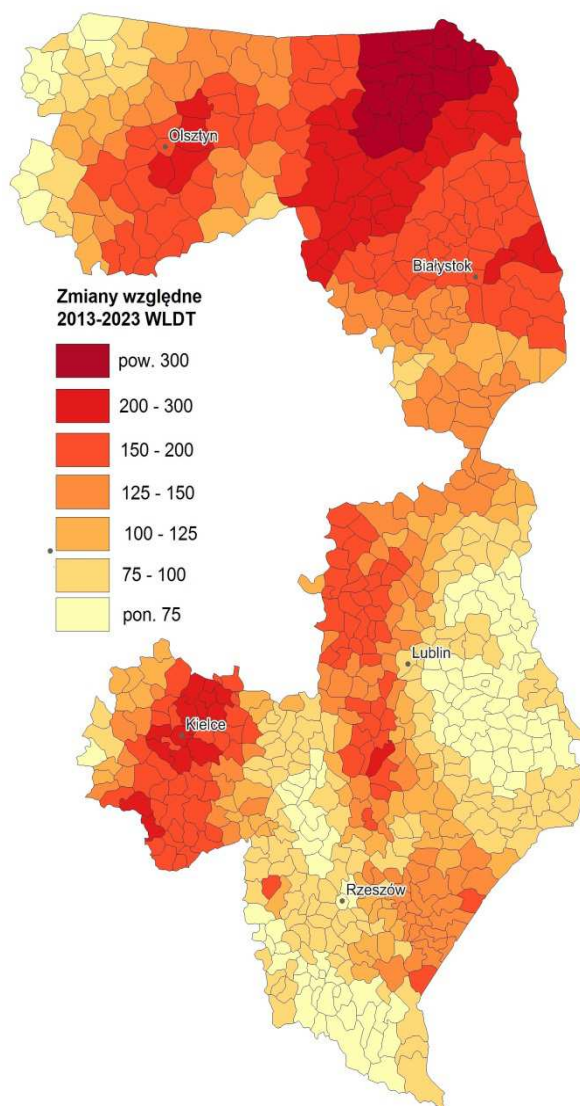 Olsztyn
Białystok
Zmiany względne
2013-2023 WLDT
pow. 300
200 - 300
150 - 200
125 - 150
100 - 125
75 - 100
pon. 75
Lublin
Kielce
Rzeszów